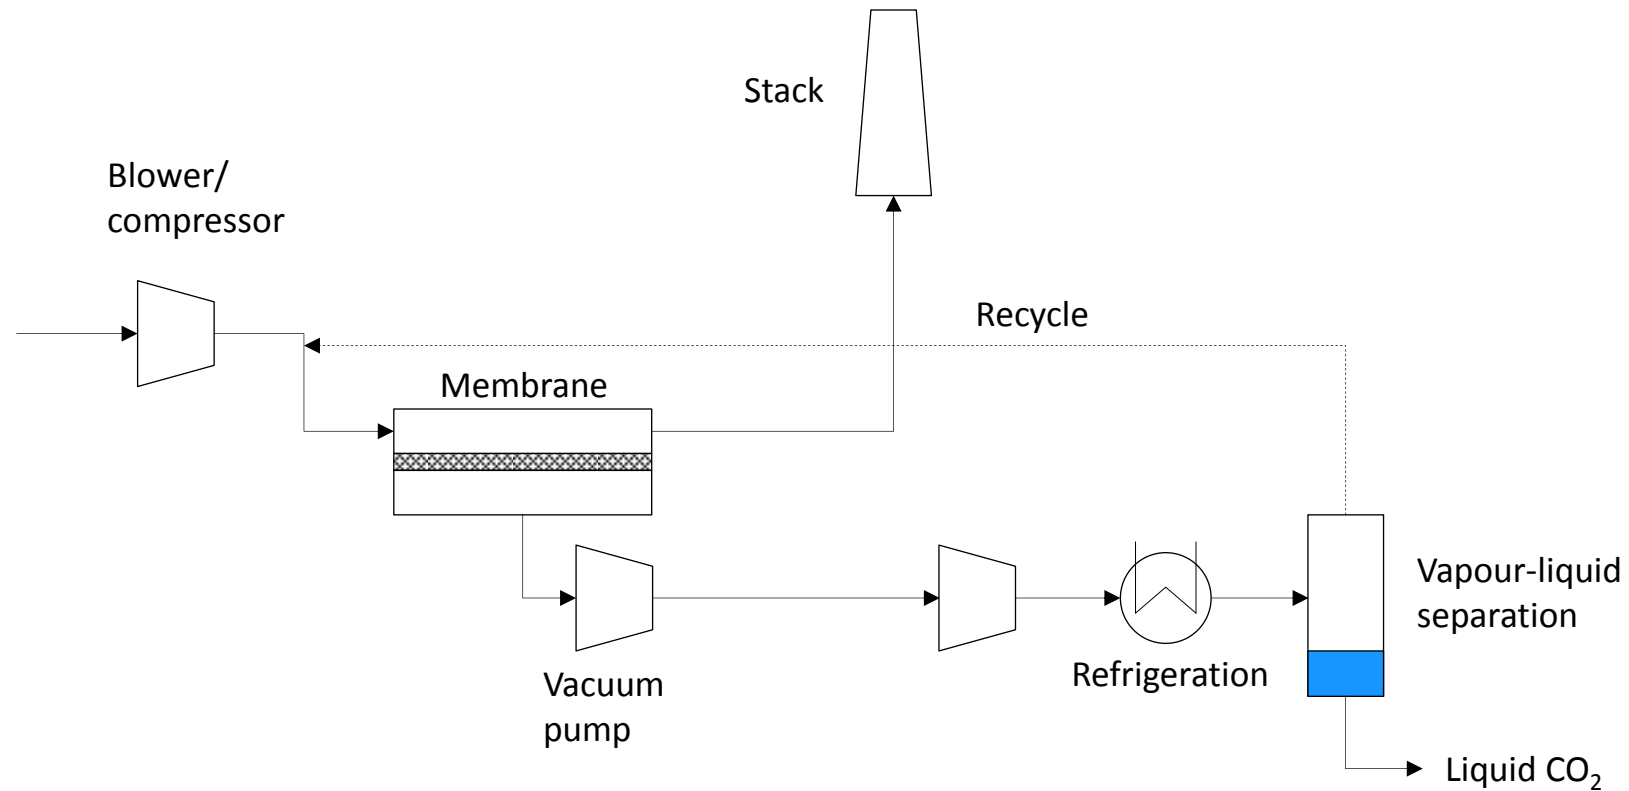 Stack
Blower/
compressor
Recycle
Membrane
Vapour-liquid
separation
Refrigeration
Vacuum
pump
Liquid CO₂